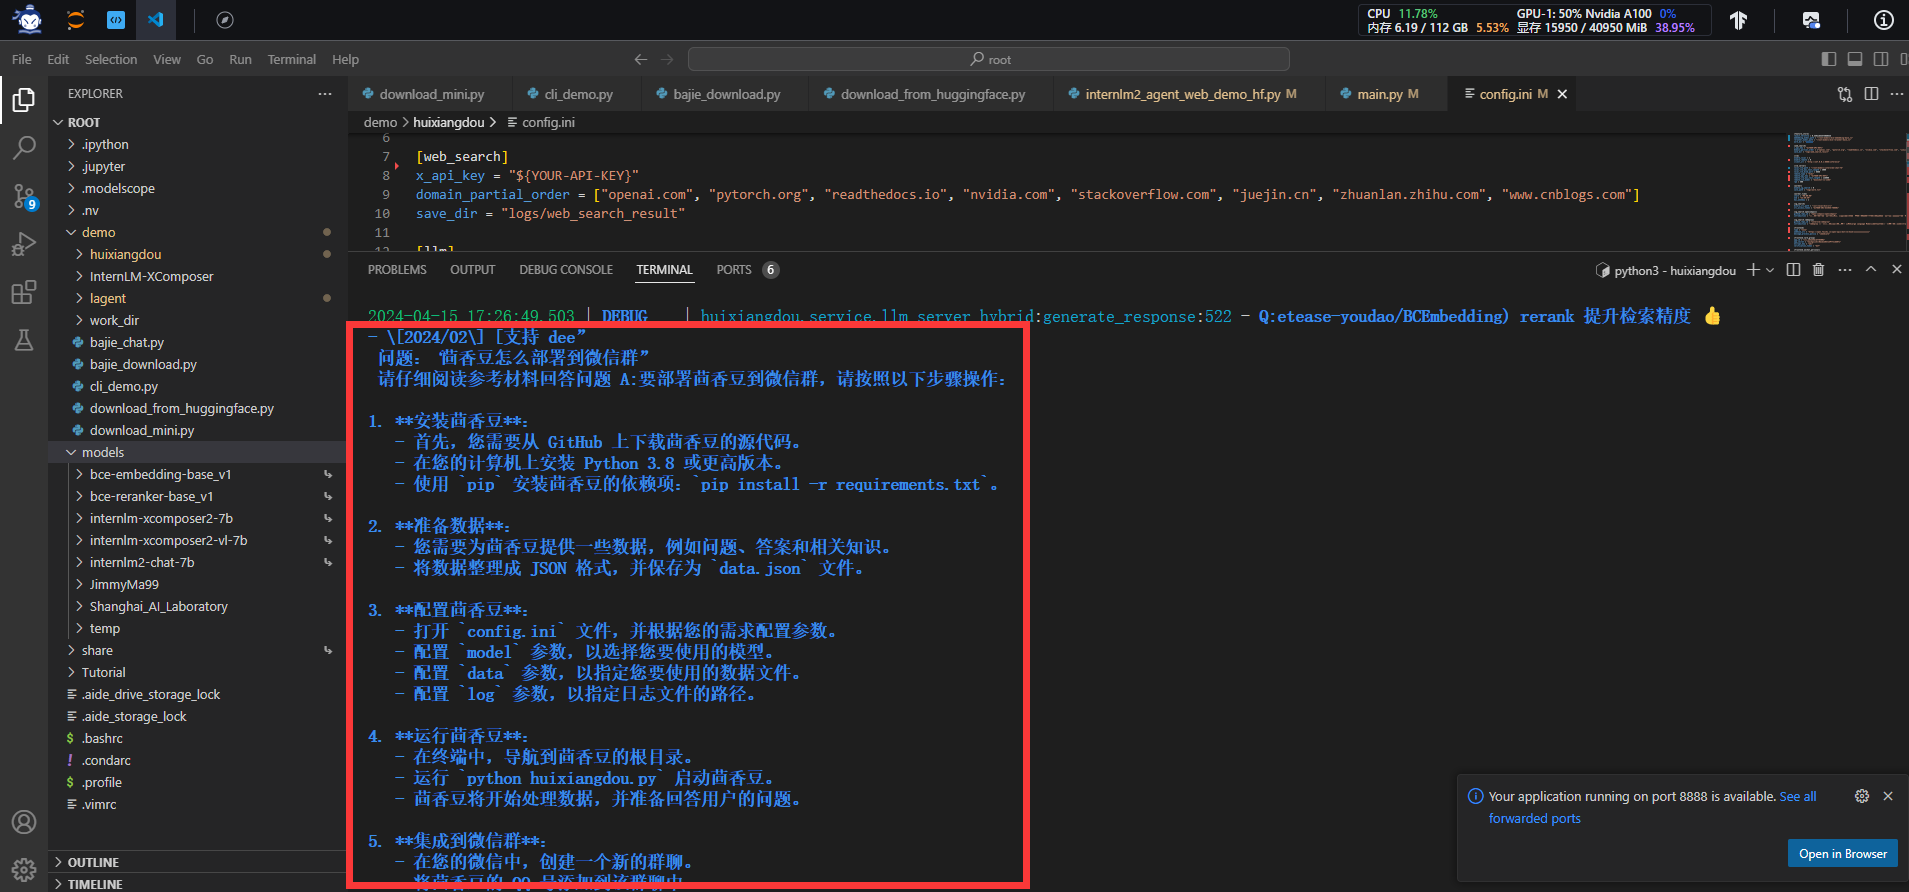 CPU 11.78% GPU-1: 50% Nvidia A100 0%
内存 6.19 / 112 GB 5.53% 显存 15950 / 40950 MiB 38.95%
File Edit Selection View Go Run Terminal Help
root
EXPLORER
download_mini.py cli_demo.py bajie_download.py download_from_huggingface.py internlm2_agent_web_demo_hf.py M main.py M config.ini M
demo > huixiangdou > config.ini
ROOT
.ipython
.jupyter
.modelscope
.nv
demo
huixiangdou
InternLM-XComposer
lagent
work_dir
bajie_chat.py
bajie_download.py
cli_demo.py
download_from_huggingface.py
download_mini.py
models
bce-embedding-base_v1
bce-reranker-base_v1
internlm-xcomposer2-7b
internlm-xcomposer2-vl-7b
internlm2-chat-7b
JimmyMa99
Shanghai_AI_Laboratory
temp
share
Tutorial
.aide_drive_storage_lock
.aide_storage_lock
.bashrc
.condarc
.profile
.vimrc
OUTLINE
TIMELINE
9
6
7 [web_search]
8 x_api_key = "${YOUR-API-KEY}"
9 domain_partial_order = ["openai.com", "pytorch.org", "readthedocs.io", "nvidia.com", "stackoverflow.com", "juejin.cn", "zhuanlan.zhihu.com", "www.cnblogs.com"]
10 save_dir = "logs/web_search_result"
11
12 [llm]
PROBLEMS OUTPUT DEBUG CONSOLE TERMINAL PORTS 6
python3 - huixiangdou
2024-04-15 17:26:49.503 | DEBUG | huixiangdou.service.llm_server_hybrid:generate_response:522 - Q:etease-youdao/BCEmbedding) rerank 提升检索精度 👍
- \[2024/02\] [支持 dee”
问题：“茴香豆怎么部署到微信群”
请仔细阅读参考材料回答问题 A:要部署茴香豆到微信群，请按照以下步骤操作：
1. **安装茴香豆**：
- 首先，您需要从 GitHub 上下载茴香豆的源代码。
- 在您的计算机上安装 Python 3.8 或更高版本。
- 使用 `pip` 安装茴香豆的依赖项：`pip install -r requirements.txt`。
2. **准备数据**：
- 您需要为茴香豆提供一些数据，例如问题、答案和相关知识。
- 将数据整理成 JSON 格式，并保存为 `data.json` 文件。
3. **配置茴香豆**：
- 打开 `config.ini` 文件，并根据您的需求配置参数。
- 配置 `model` 参数，以选择您要使用的模型。
- 配置 `data` 参数，以指定您要使用的数据文件。
- 配置 `log` 参数，以指定日志文件的路径。
4. **运行茴香豆**：
- 在终端中，导航到茴香豆的根目录。
- 运行 `python huixiangdou.py` 启动茴香豆。
- 茴香豆将开始处理数据，并准备回答用户的问题。
5. **集成到微信群**：
- 在您的微信中，创建一个新的群聊。
- 将茴香豆的 QQ 号添加到该群聊中
Your application running on port 8888 is available. See all
forwarded ports
Open in Browser